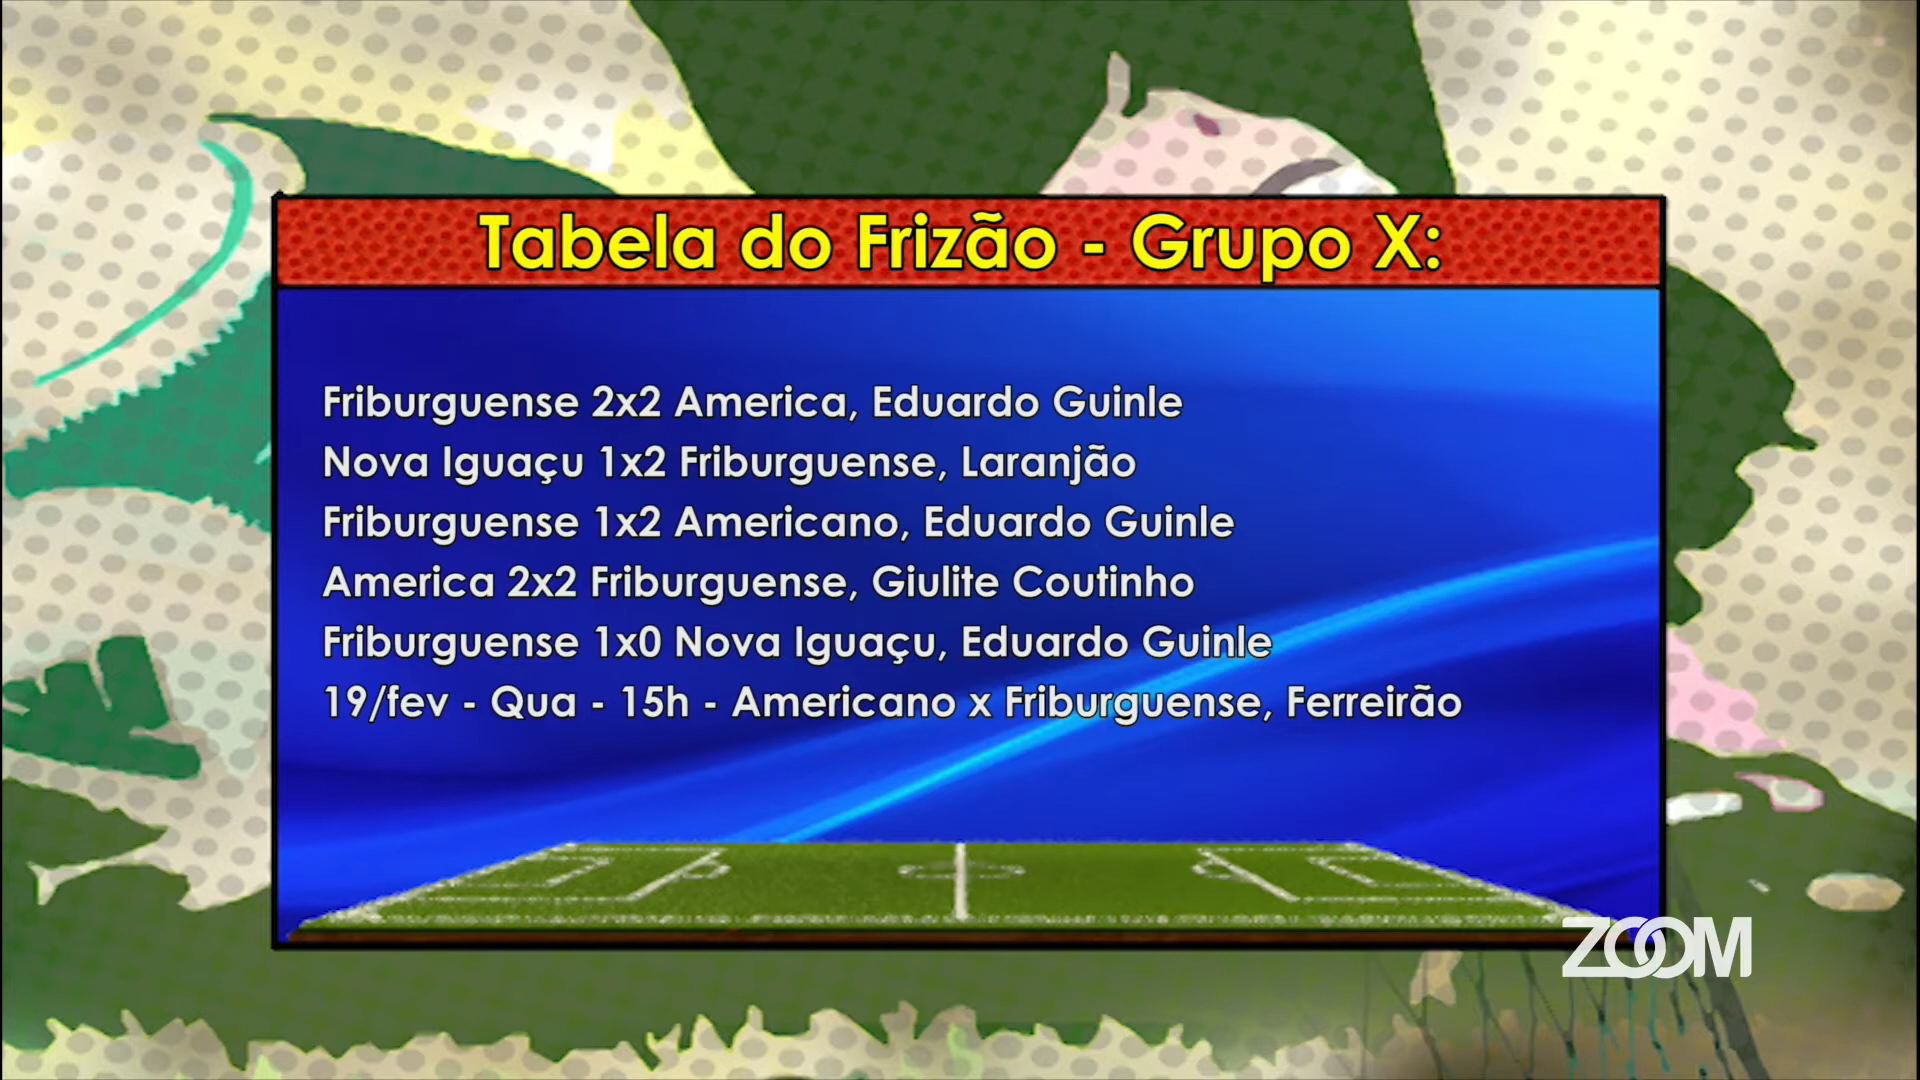 Tabela do Frizão - Grupo X:
Friburguense 2x2 America, Eduardo Guinle
Nova Iguaçu 1x2 Friburguense, Laranjão
Friburguense 1x2 Americano, Eduardo Guinle
America 2x2 Friburguense, Giulite Coutinho
Friburguense 1x0 Nova Iguaçu, Eduardo Guinle
19/fev - Qua - 15h - Americano x Friburguense, Ferreirão
ZOOM